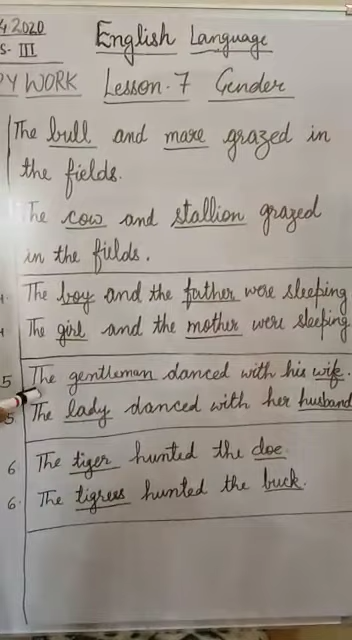 4 2020
S- III
English Language
PY WORK Lesson-7 Gender
The bull and mare grazed in
the fields.
The cow and stallion grazed
in the fields.
4. The boy and the father were sleeping
4 The girl and the mother were sleeping
5 The gentleman danced with his wife.
5 The lady danced with her husband
6. The tiger hunted the doe.
6. The tigress hunted the buck.